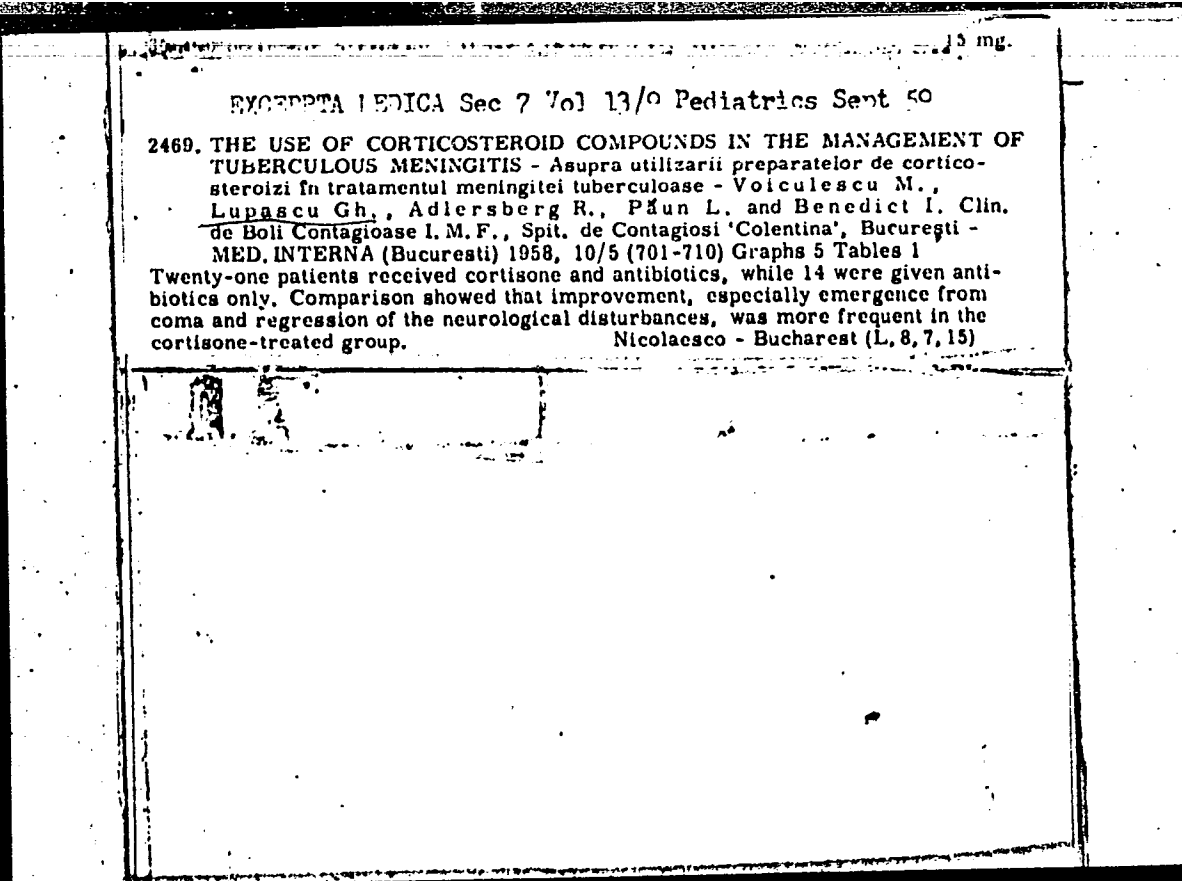 15 mg.
EXCERPTA MEDICA Sec 7 Vol 13/9 Pediatrics Sept 59
2469. THE USE OF CORTICOSTEROID COMPOUNDS IN THE MANAGEMENT OF
TUBERCULOUS MENINGITIS - Asupra utilizarii preparatelor de cortico-
steroizi în tratamentul meningitei tuberculoase - Voiculescu M.,
Lupascu Gh., Adlersberg R., Păun L. and Benedict I. Clin.
de Boli Contagioase I. M. F., Spit. de Contagiosi 'Colentina', Bucureşti -
MED. INTERNA (Bucuresti) 1958, 10/5 (701-710) Graphs 5 Tables 1
Twenty-one patients received cortisone and antibiotics, while 14 were given anti-
biotics only. Comparison showed that improvement, especially emergence from
coma and regression of the neurological disturbances, was more frequent in the
cortisone-treated group. Nicolaesco - Bucharest (L, 8, 7, 15)